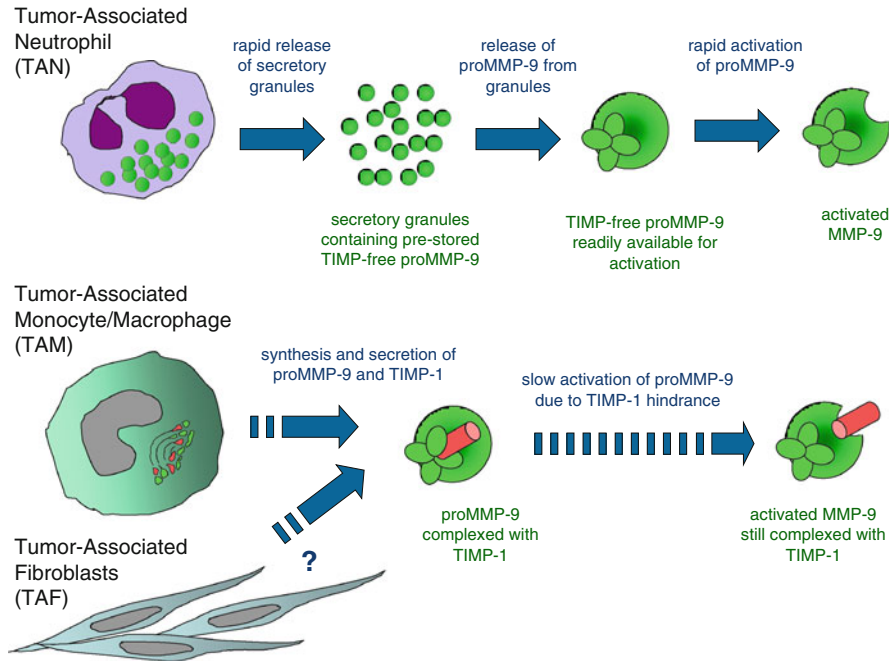 Tumor-Associated
Neutrophil
(TAN)
rapid release
of secretory
granules
release of
proMMP-9 from
granules
rapid activation
of proMMP-9
secretory granules
containing pre-stored
TIMP-free proMMP-9
TIMP-free proMMP-9
readily available for
activation
activated
MMP-9
Tumor-Associated
Monocyte/Macrophage
(TAM)
synthesis and secretion of
proMMP-9 and TIMP-1
slow activation of proMMP-9
due to TIMP-1 hindrance
proMMP-9
complexed with
TIMP-1
activated MMP-9
still complexed with
TIMP-1
Tumor-Associated
Fibroblasts
(TAF)
?